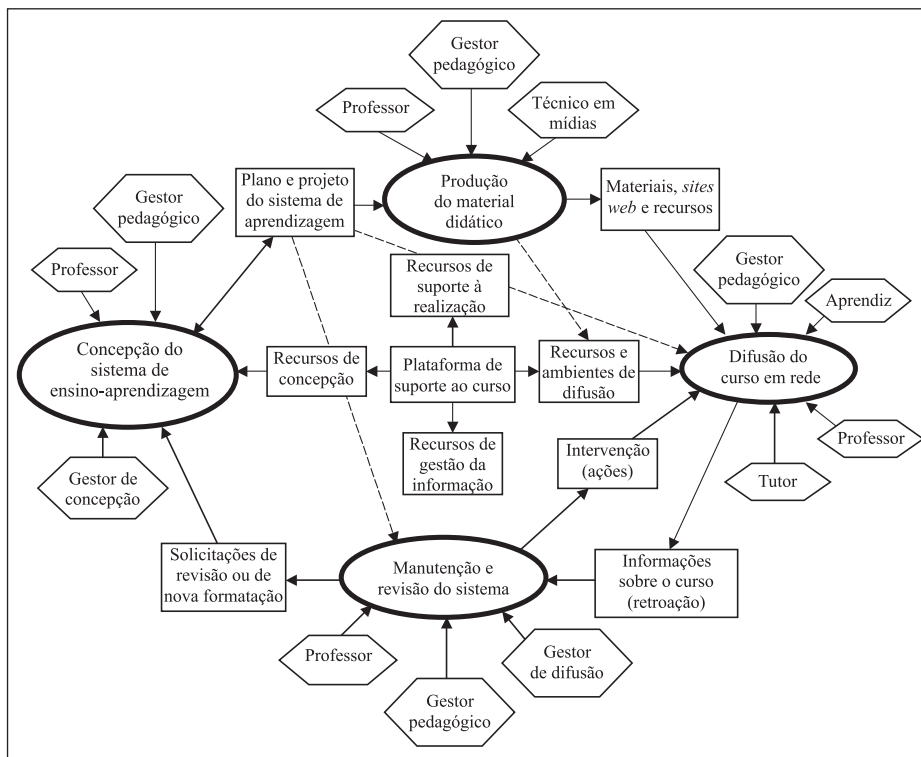 Gestor
pedagógico
Professor
Técnico em
mídias
Plano e projeto
do sistema de
aprendizagem
Produção
do material
didático
Materiais, sites
web e recursos
Gestor
pedagógico
Professor
Recursos de
suporte à
realização
Gestor
pedagógico
Aprendiz
Concepção do
sistema de
ensino-aprendizagem
Recursos de
concepção
Plataforma de
suporte ao curso
Recursos e
ambientes de
difusão
Difusão do
curso em rede
Gestor de
concepção
Recursos de
gestão da
informação
Intervenção
(ações)
Professor
Tutor
Solicitações de
revisão ou de
nova formatação
Manutenção e
revisão do sistema
Informações
sobre o curso
(retroação)
Professor
Gestor
pedagógico
Gestor
de difusão